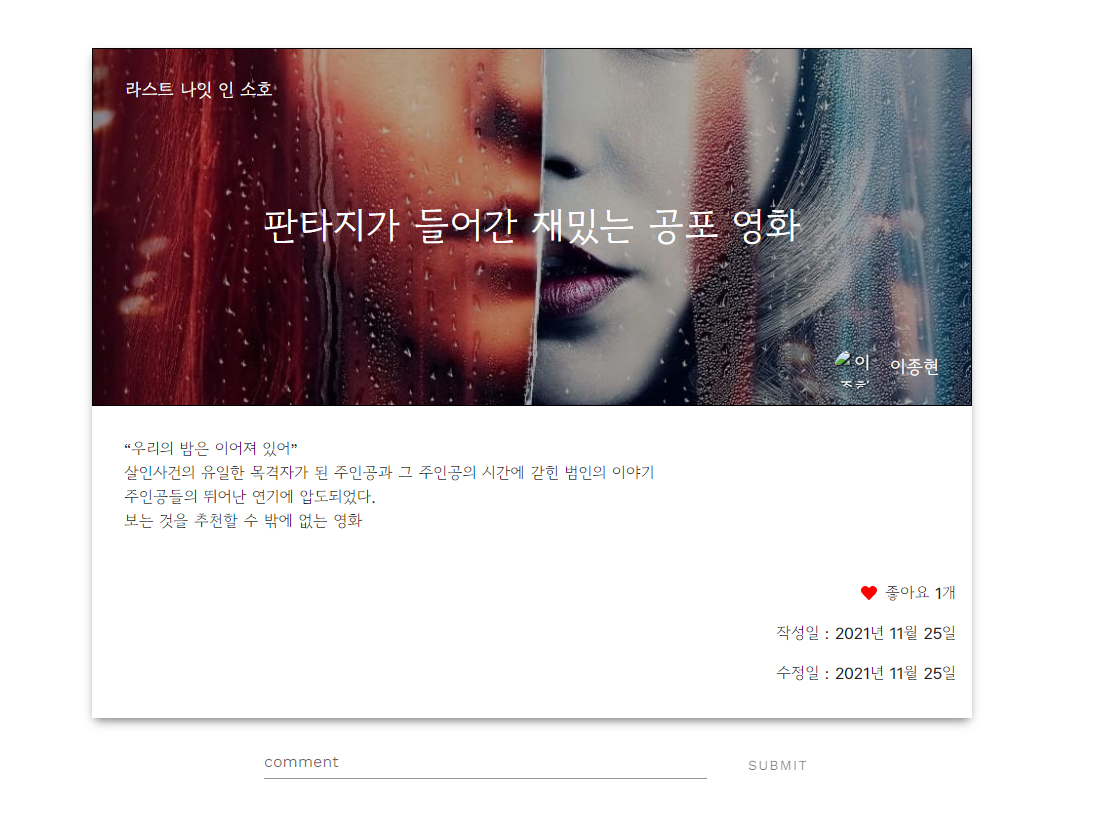 라스트 나잇 인 소호
판타지가 들어간 재밌는 공포 영화
이종현
“우리의 밤은 이어져 있어”
살인사건의 유일한 목격자가 된 주인공과 그 주인공의 시간에 갇힌 범인의 이야기
주인공들의 뛰어난 연기에 압도되었다.
보는 것을 추천할 수 밖에 없는 영화
좋아요 1개
작성일 : 2021년 11월 25일
수정일 : 2021년 11월 25일
comment
SUBMIT